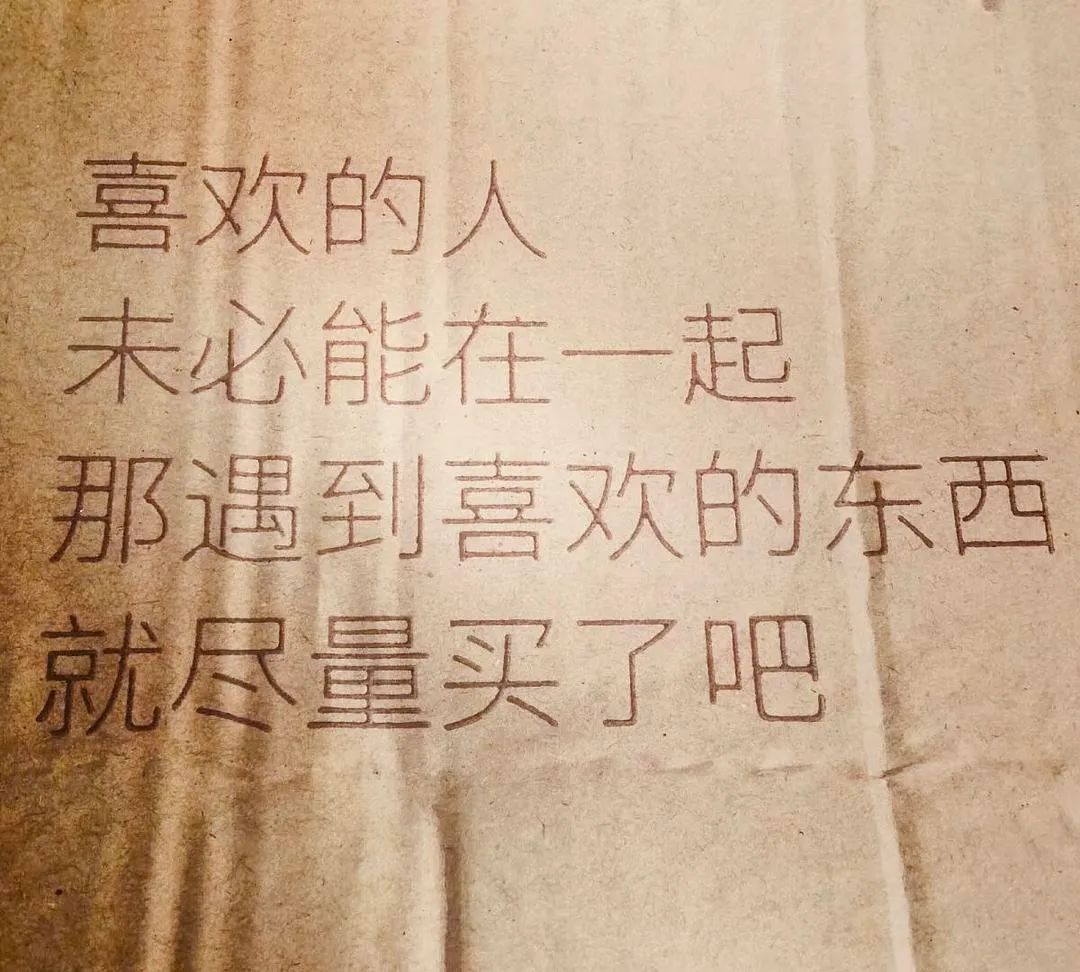 喜欢的人
未必能在一起
那遇到喜欢的东西
就尽量买了吧